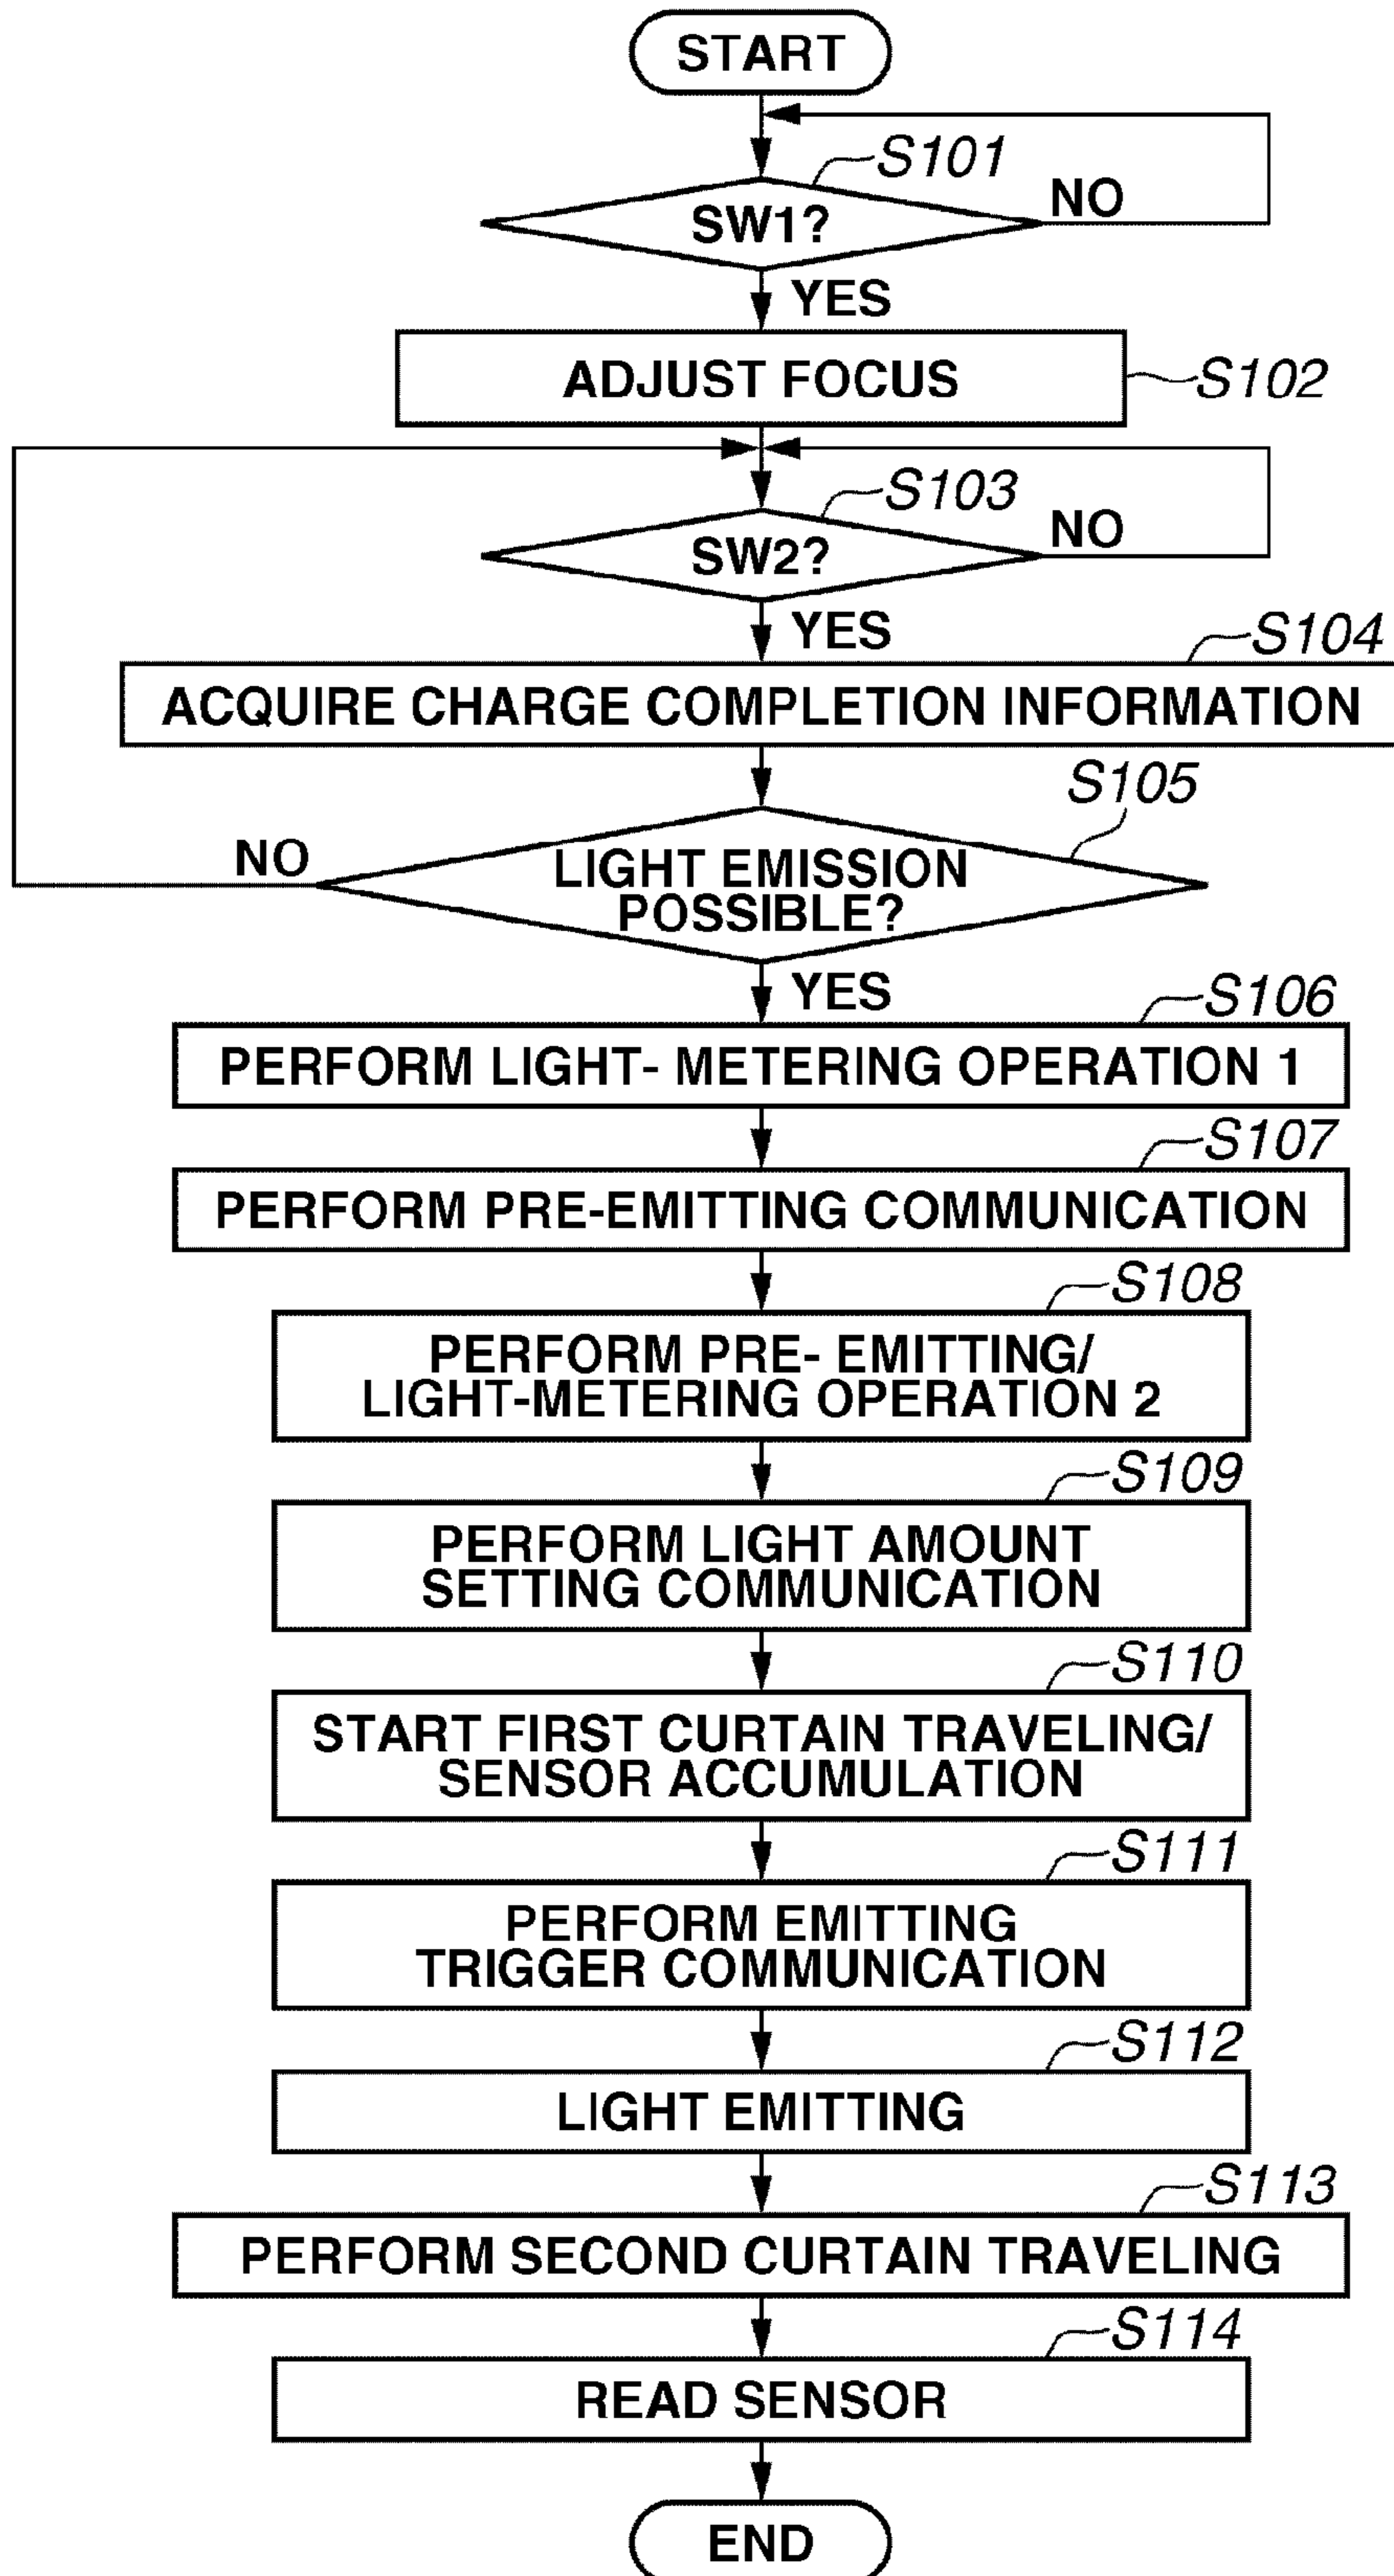 START
S101
SW1?
NO
YES
ADJUST FOCUS
S102
S103
SW2?
NO
YES
S104
ACQUIRE CHARGE COMPLETION INFORMATION
S105
NO
LIGHT EMISSION
POSSIBLE?
YES
S106
PERFORM LIGHT- METERING OPERATION 1
S107
PERFORM PRE-EMITTING COMMUNICATION
S108
PERFORM PRE- EMITTING/
LIGHT-METERING OPERATION 2
S109
PERFORM LIGHT AMOUNT
SETTING COMMUNICATION
S110
START FIRST CURTAIN TRAVELING/
SENSOR ACCUMULATION
S111
PERFORM EMITTING
TRIGGER COMMUNICATION
S112
LIGHT EMITTING
S113
PERFORM SECOND CURTAIN TRAVELING
S114
READ SENSOR
END